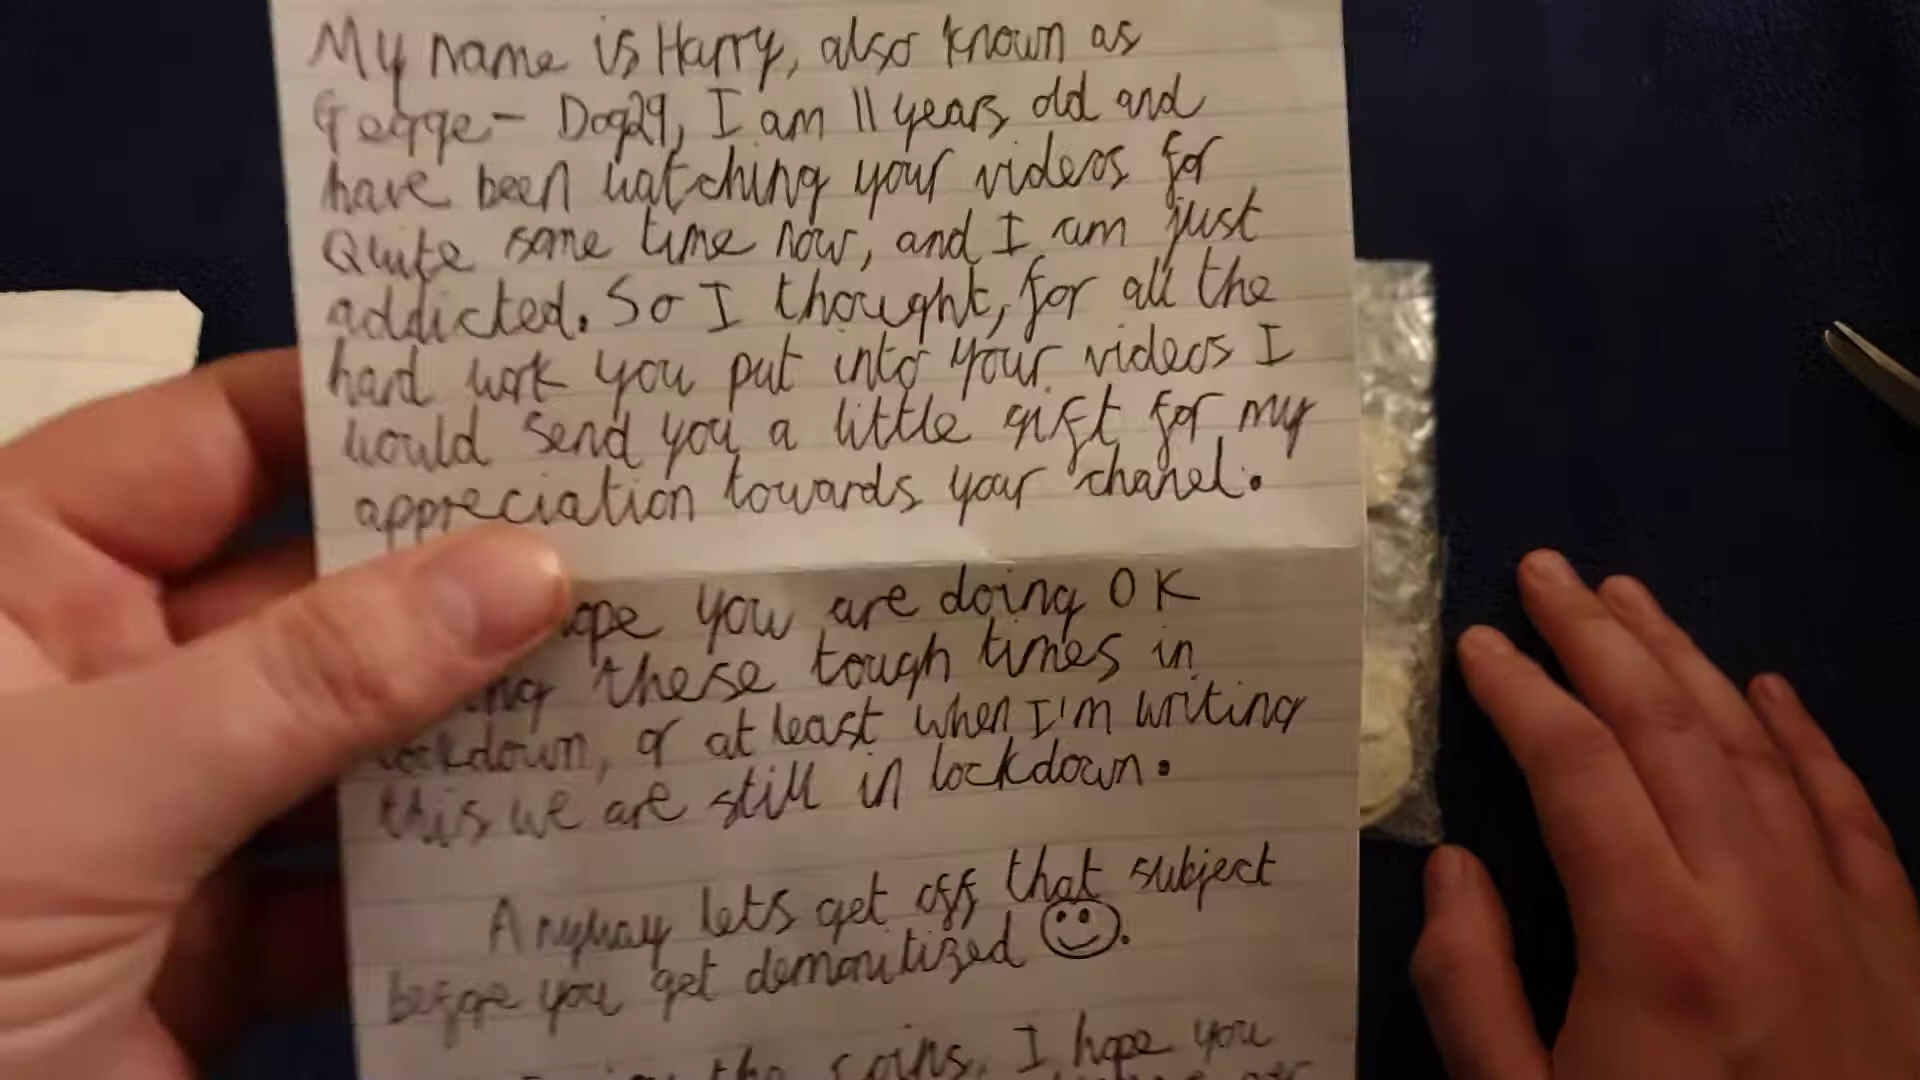 My name is Harry, also known as
George - Dog29, I am 11 years old and
have been watching your videos for
Quite some time now, and I am just
addicted. So I thought, for all the
hard work you put into your videos I
would send you a little gift for my
appreciation towards your chanel.
you are doing OK
these tough times in
or at least when I'm writing
this we are still in lockdown.
Anyway lets get off that subject
before you get demonitized
the coins, I hope you